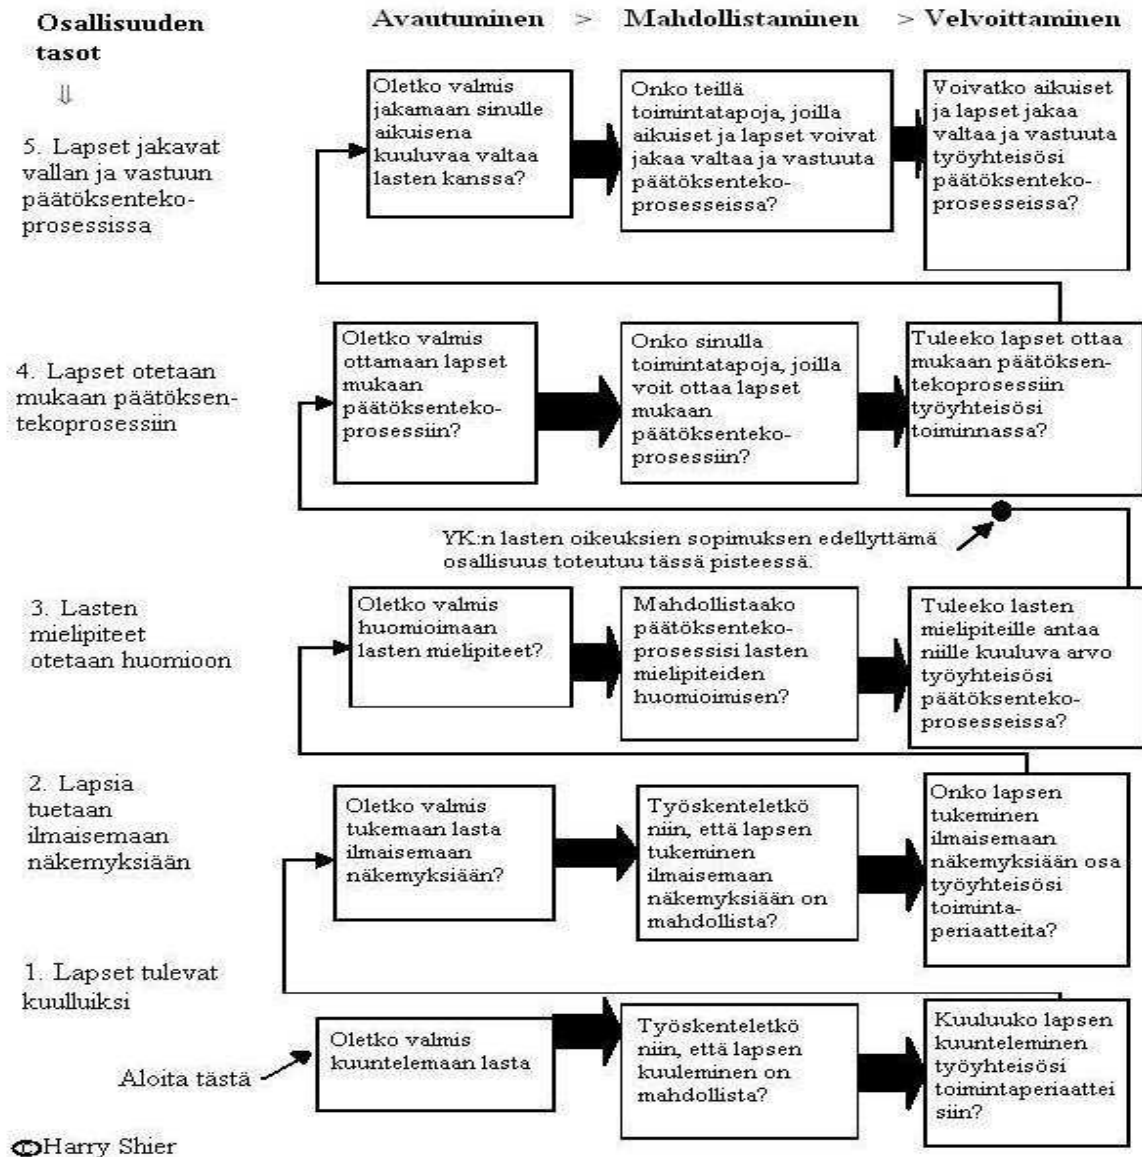 Osallisuuden
tasot
⇓
Avautuminen > Mahdollistaminen > Velvoittaminen
5. Lapset jakavat
vallan ja vastuun
päätöksenteko-
prosessissa
Oletko valmis
jakamaan sinulle
aikuisena
kuuluvaa valtaa
lasten kanssa?
Onko teillä
toimintatapoja, joilla
aikuiset ja lapset voivat
jakaa valtaa ja vastuuta
päätöksenteko-
prosesseissa?
Voivatko aikuiset
ja lapset jakaa
valtaa ja vastuuta
työyhteisösi
päätöksenteko-
prosesseissa?
4. Lapset otetaan
mukaan päätöksen-
tekoprosessiin
Oletko valmis
ottamaan lapset
mukaan
päätöksenteko-
prosessiin?
Onko sinulla
toimintatapoja, joilla
voit ottaa lapset
mukaan
päätöksenteko-
prosessiin?
Tuleeko lapset ottaa
mukaan päätöksen-
tekoprosessiin
työyhteisösi
toiminnassa?
YK:n lasten oikeuksien sopimuksen edellyttämä
osallisuus toteutuu tässä pisteessä.
3. Lasten
mielipiteet
otetaan huomioon
Oletko valmis
huomioimaan
lasten mielipiteet?
Mahdollistaako
päätöksenteko-
prosessisi lasten
mielipiteiden
huomioimisen?
Tuleeko lasten
mielipiteille antaa
niille kuuluva arvo
työyhteisösi
päätöksenteko-
prosesseissa?
2. Lapsia
tuetaan
ilmaisemaan
näkemyksiään
Oletko valmis
tukemaan lasta
ilmaisemaan
näkemyksiään?
Työskenteletkö
niin, että lapsen
tukeminen
ilmaisemaan
näkemyksiään on
mahdollista?
Onko lapsen
tukeminen
ilmaisemaan
näkemyksiään osa
työyhteisösi
toiminta-
periaatteita?
1. Lapset tulevat
kuulluiksi
Aloita tästä
Oletko valmis
kuuntelemaan lasta
Työskenteletkö
niin, että lapsen
kuuleminen on
mahdollista?
Kuuluuko lapsen
kuunteleminen
työyhteisösi
toimintaperiaattei
siin?
©Harry Shier